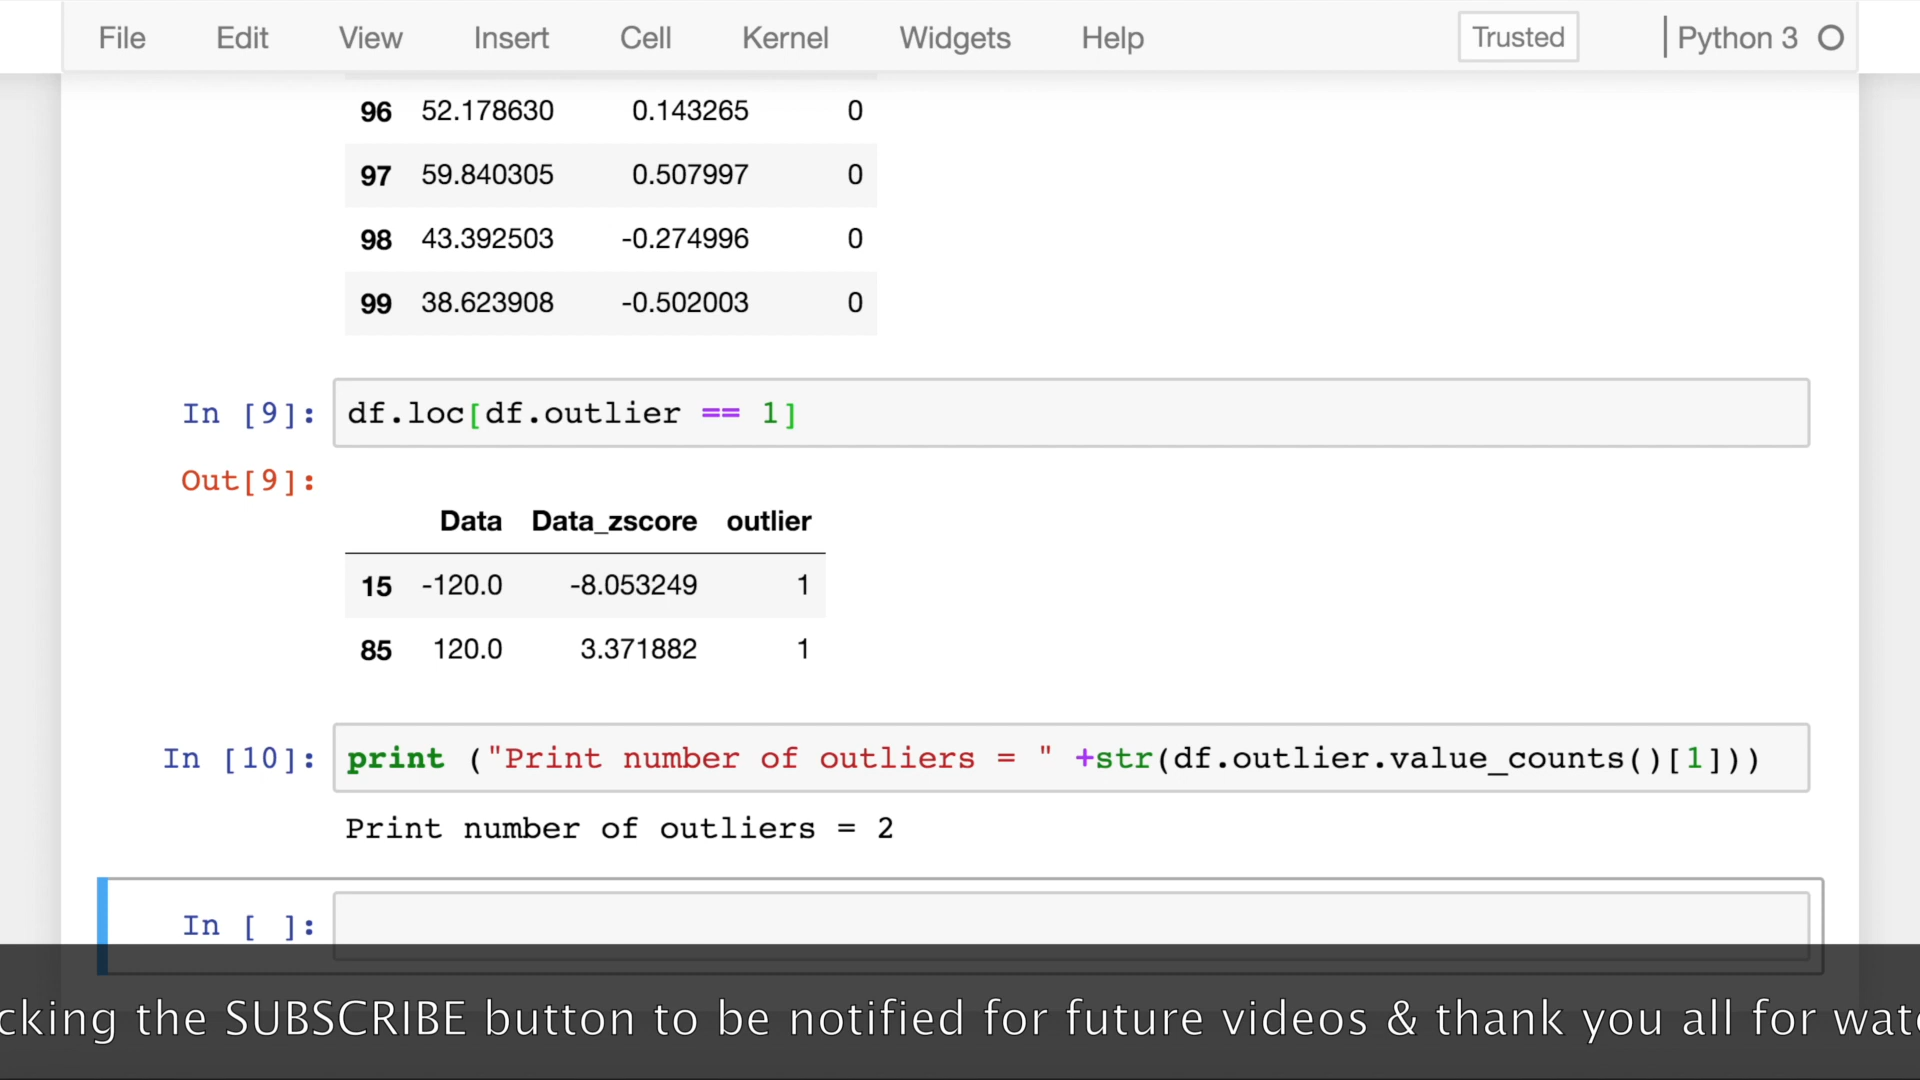 File Edit View Insert Cell Kernel Widgets Help Trusted Python 3
96 52.178630 0.143265 0
97 59.840305 0.507997 0
98 43.392503 -0.274996 0
99 38.623908 -0.502003 0
In [9]: df.loc[df.outlier == 1]
Out[9]:
Data Data_zscore outlier
15 -120.0 -8.053249 1
85 120.0 3.371882 1
In [10]: print ("Print number of outliers = " +str(df.outlier.value_counts()[1]))
Print number of outliers = 2
In [ ]:
cking the SUBSCRIBE button to be notified for future videos & thank you all for wat